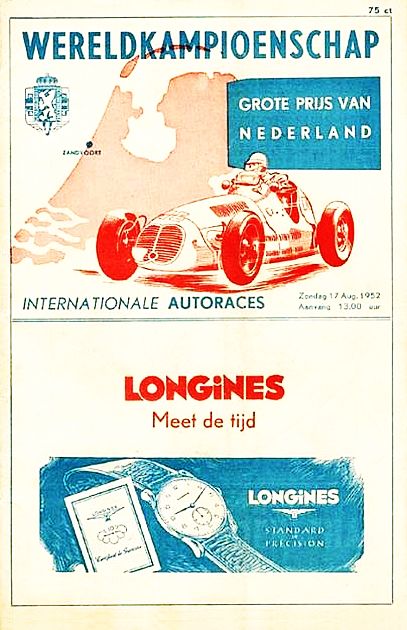 75 ct
WERELDKAMPIOENSCHAP
GROTE PRIJS VAN
NEDERLAND
ZANDVOORT
INTERNATIONALE AUTORACES
Zondag 17 Aug. 1952
Aanvang 13.00 uur
LONGINES
Meet de tijd
LONGINES
STANDARD
PRECISION